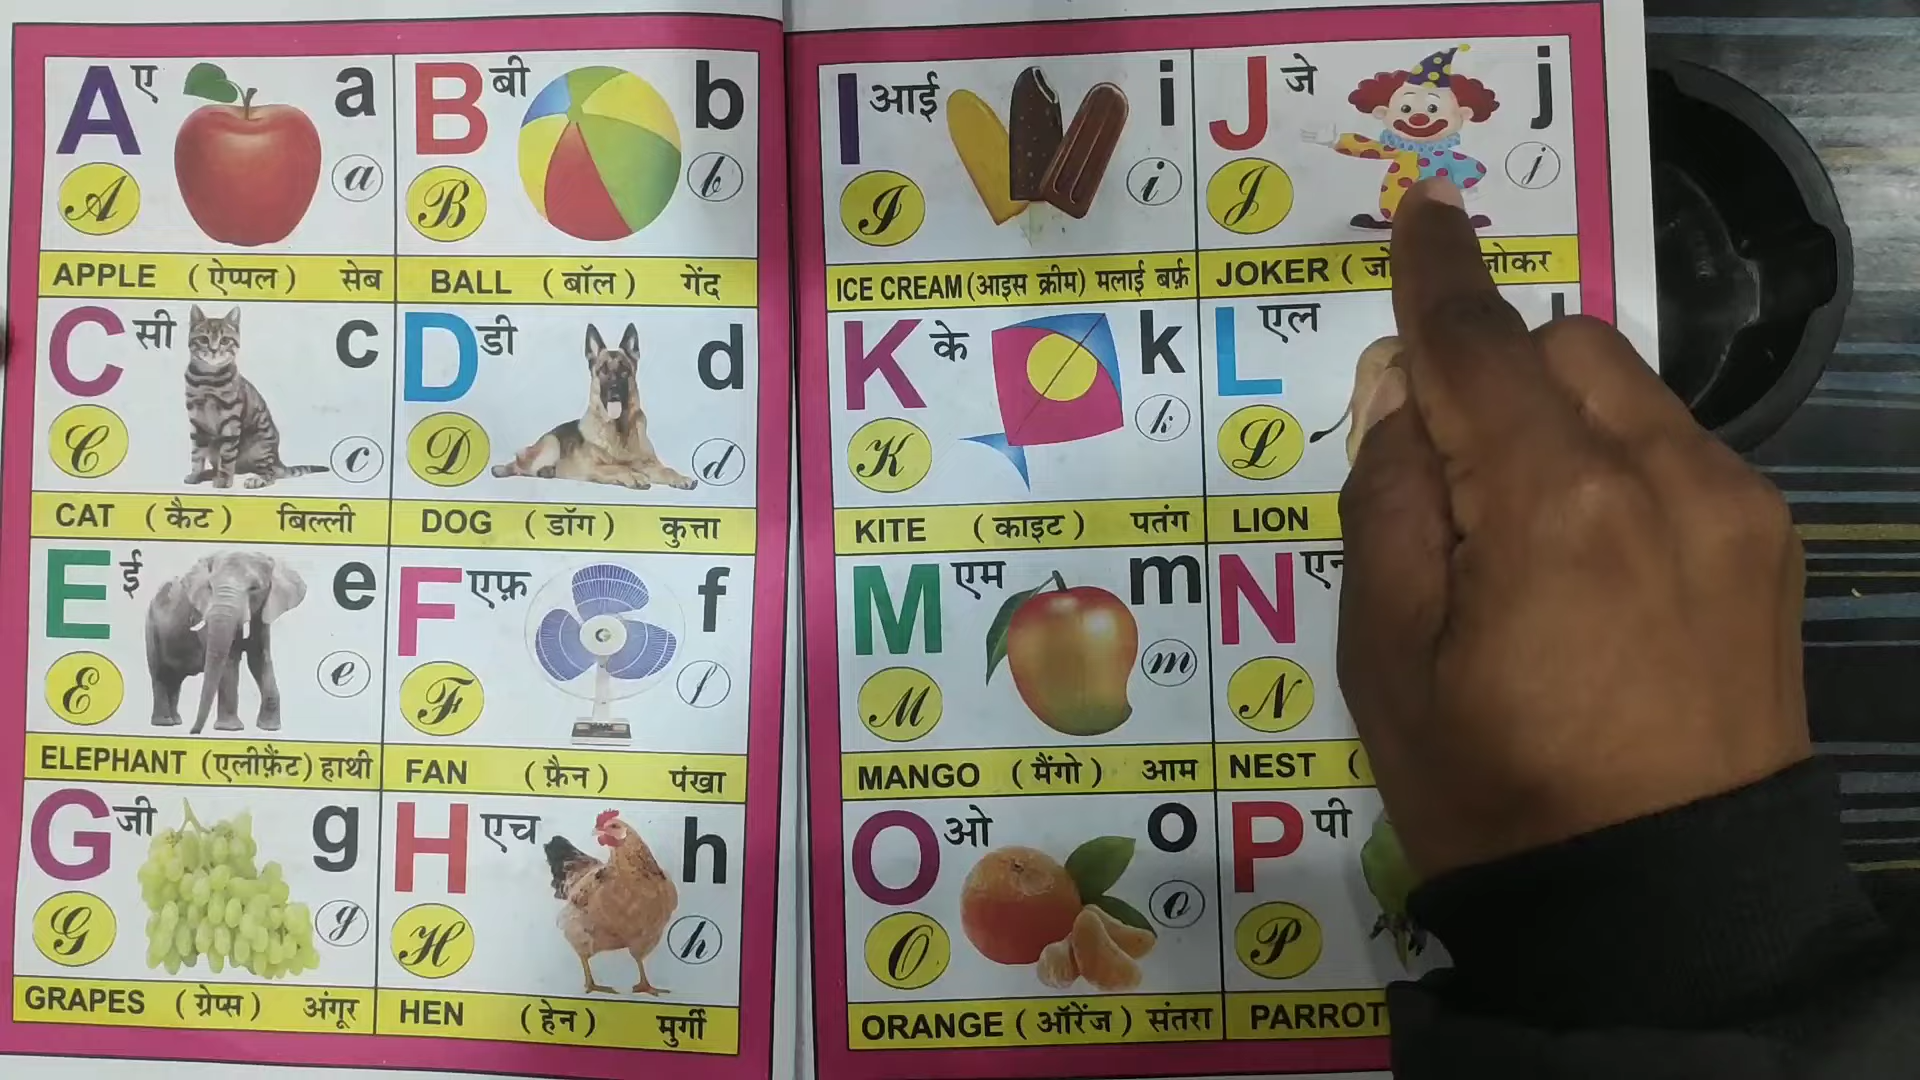 A ए a
A a
APPLE (ऐप्पल) सेब
B बी b
B b
BALL (बॉल) गेंद
C सी c
C c
CAT (कैट) बिल्ली
D डी d
D d
DOG (डॉग) कुत्ता
E ई e
E e
ELEPHANT (एलीफ़ैंट) हाथी
F एफ़ f
F f
FAN (फ़ैन) पंखा
G जी g
G g
GRAPES (ग्रेप्स) अंगूर
H एच h
H h
HEN (हेन) मुर्गी
I आई i
I i
ICE CREAM (आइस क्रीम) मलाई बर्फ़
J जे j
J j
JOKER ( जोकर
K के k
K k
KITE (काइट) पतंग
L एल
L
LION
M एम m
M m
MANGO (मैंगो) आम
N
N
NEST (
O ओ o
O o
ORANGE (ऑरेंज) संतरा
P पी
P
PARROT